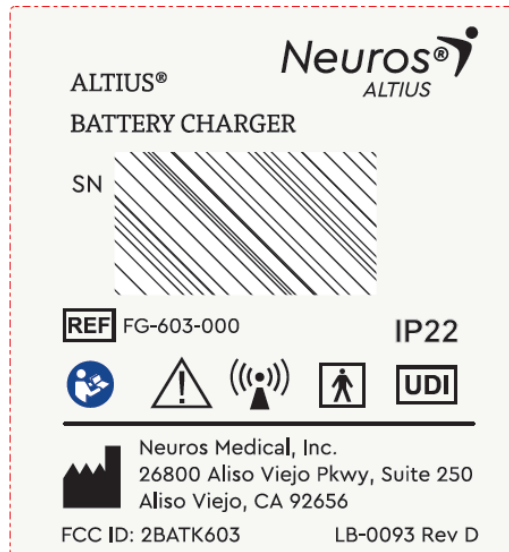 Neuros®
ALTIUS
ALTIUS®
BATTERY CHARGER
SN
REF FG-603-000
IP22
UDI
Neuros Medical, Inc.
26800 Aliso Viejo Pkwy, Suite 250
Aliso Viejo, CA 92656
FCC ID: 2BATK603 LB-0093 Rev D